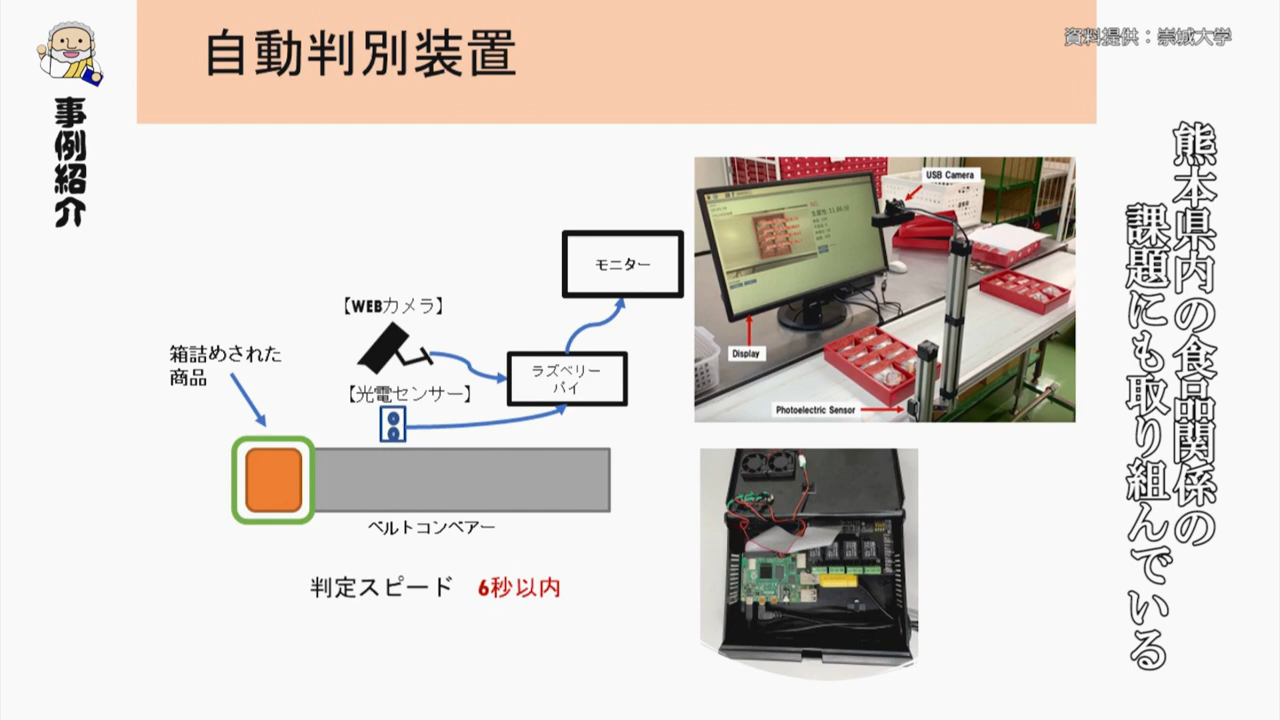 自動判別装置
資料提供：崇城大学
事例紹介
熊本県内の食品関係の
課題にも取り組んでいる
モニター
【WEBカメラ】
箱詰めされた
商品
ラズベリー
パイ
【光電センサー】
ベルトコンベアー
判定スピード 6秒以内
USB Camera
Display
Photoelectric Sensor